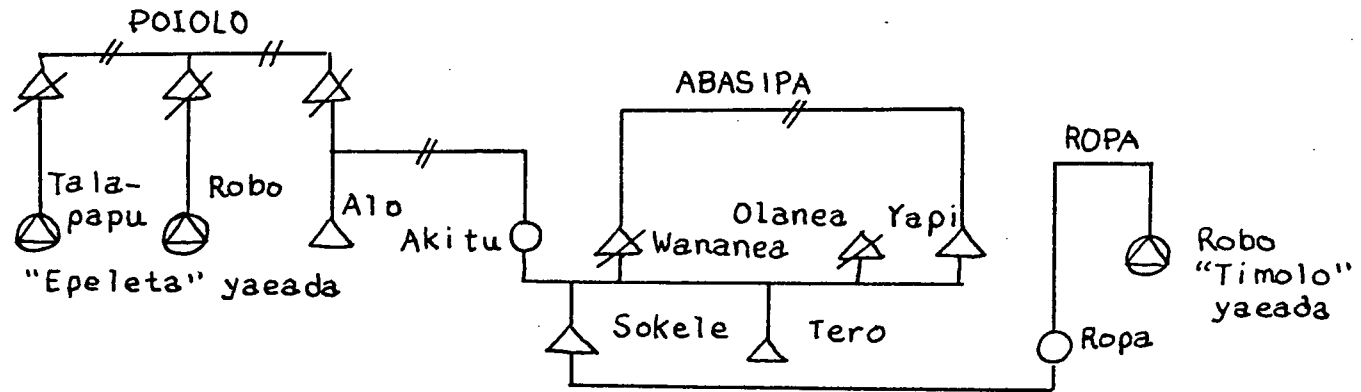 POIOLO
ABASIPA
ROPA
Tala-
papu
Robo
Alo
Akitu
Wananea
Olanea
Yapi
Robo
"Timolo"
yaeada
"Epeleta" yaeada
Sokele
Tero
Ropa